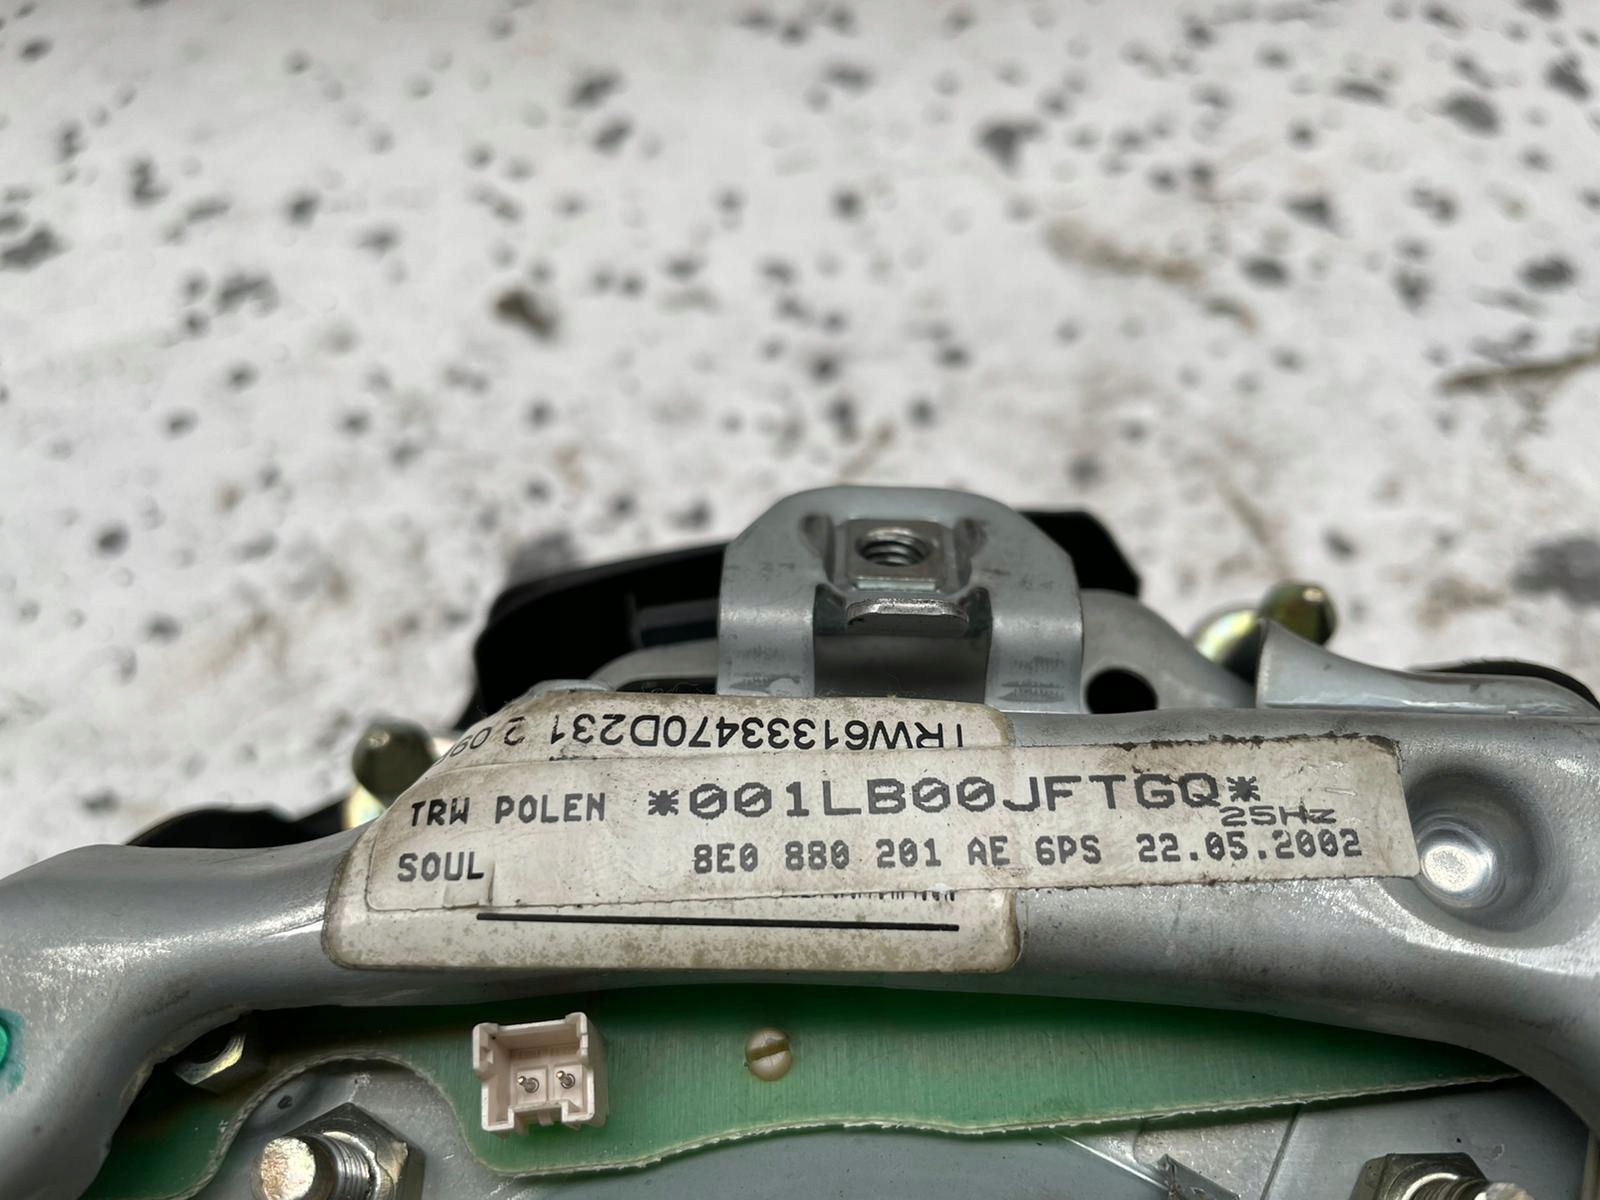 TRW61333470D231 2 09
TRW POLEN *001LB00JFTGQ*
25Hz
SOUL 8E0 880 201 AE 6PS 22.05.2002